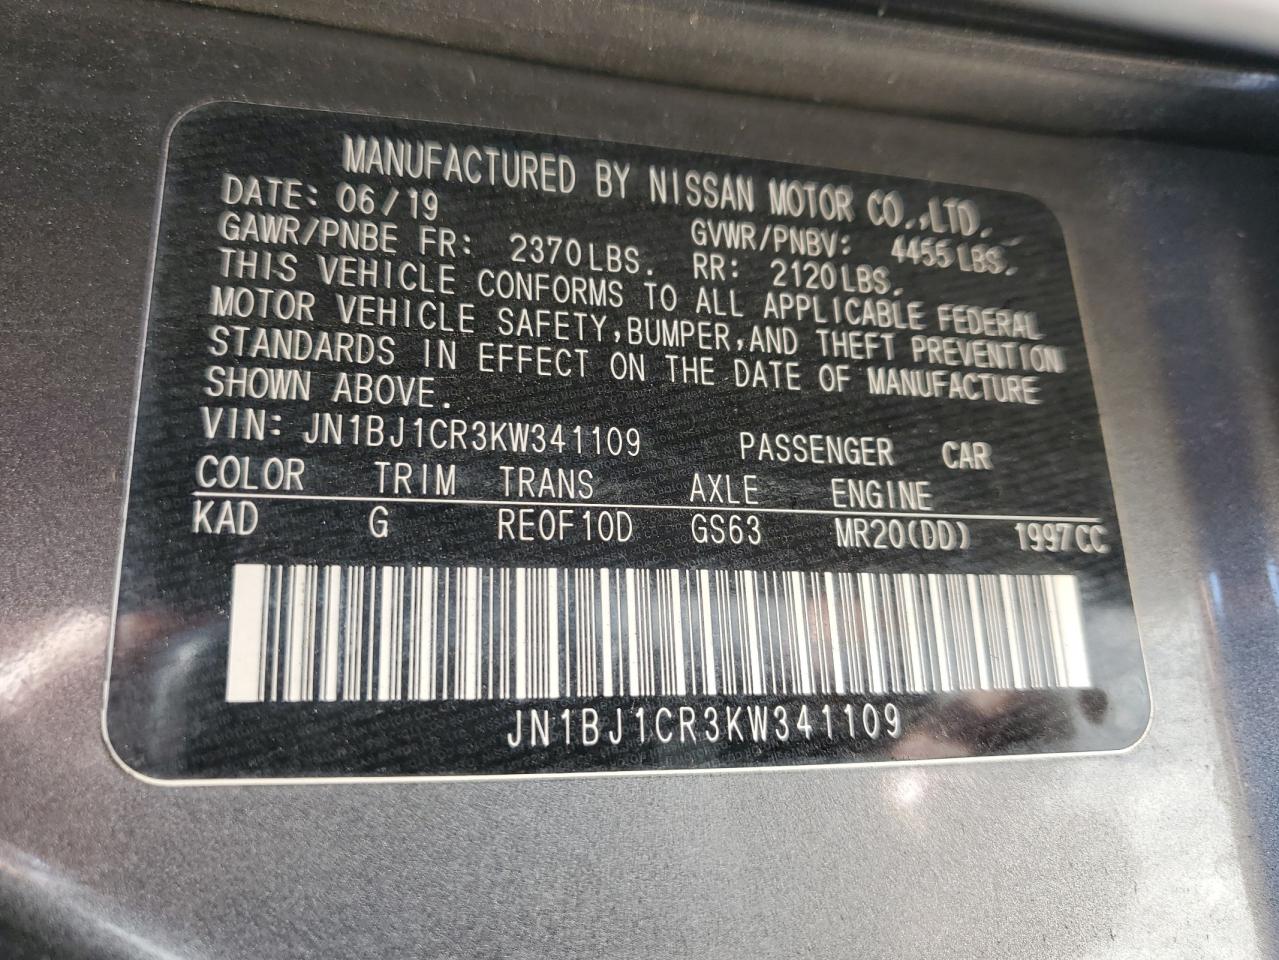 MANUFACTURED BY NISSAN MOTOR CO.,LTD.
DATE: 06/19 GVWR/PNBV: 4455 LBS.
GAWR/PNBE FR: 2370LBS. RR: 2120LBS.
THIS VEHICLE CONFORMS TO ALL APPLICABLE FEDERAL
MOTOR VEHICLE SAFETY,BUMPER,AND THEFT PREVENTION
STANDARDS IN EFFECT ON THE DATE OF MANUFACTURE
SHOWN ABOVE.
VIN: JN1BJ1CR3KW341109 PASSENGER CAR
COLOR TRIM TRANS AXLE ENGINE
KAD G RE0F10D GS63 MR20(DD) 1997CC
JN1BJ1CR3KW341109